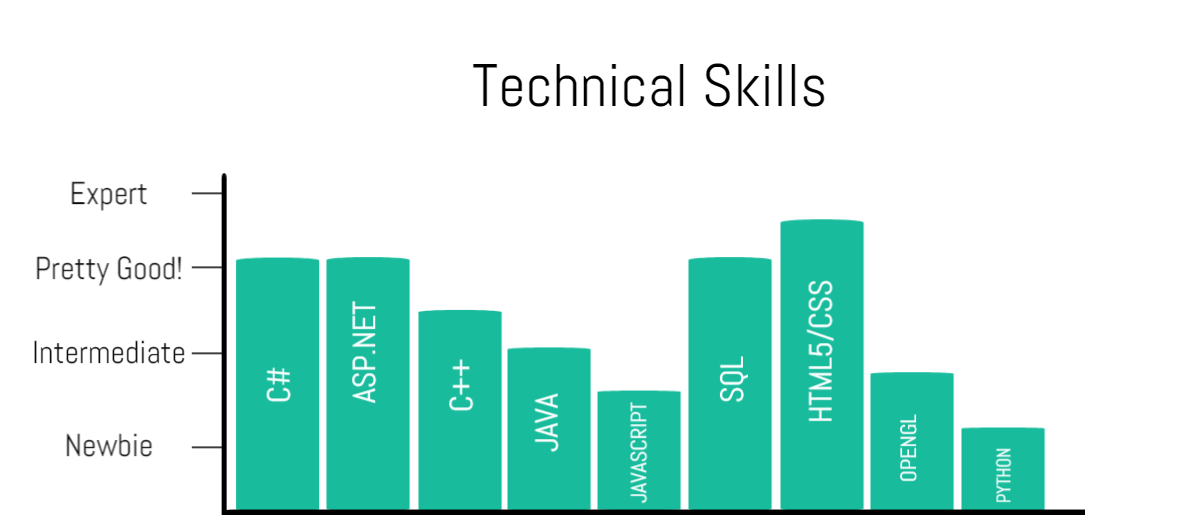 Technical Skills
Expert
Pretty Good!
Intermediate
Newbie
C#
ASP.NET
C++
JAVA
JAVASCRIPT
SQL
HTML5/CSS
OPENGL
PYTHON